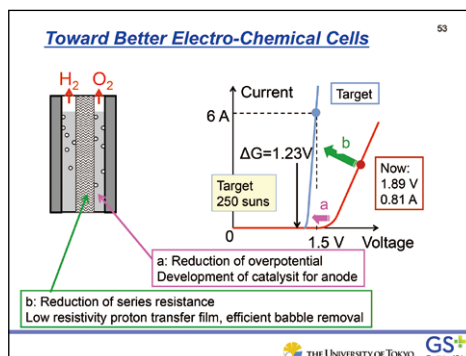 53
Toward Better Electro-Chemical Cells
H2 O2
Current
Target
6 A
b
ΔG=1.23V
Target
250 suns
a
Now:
1.89 V
0.81 A
0
1.5 V
Voltage
a: Reduction of overpotential
Development of catalysit for anode
b: Reduction of series resistance
Low resistivity proton transfer film, efficient babble removal
THE UNIVERSITY OF TOKYO
GS+